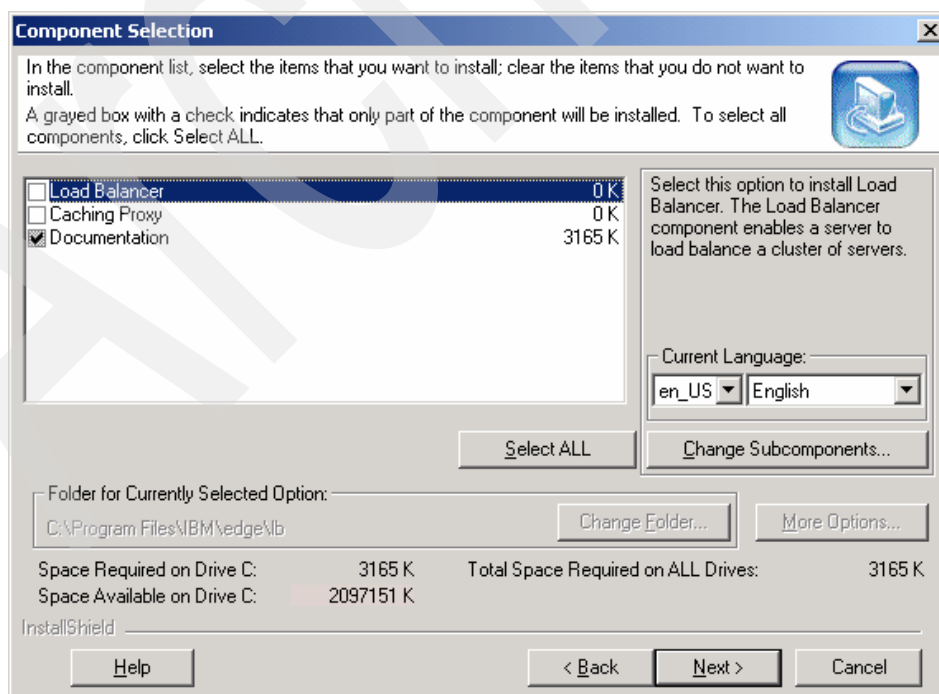 Component Selection
In the component list, select the items that you want to install; clear the items that you do not want to
install.
A grayed box with a check indicates that only part of the component will be installed. To select all
components, click Select ALL.
Load Balancer 0 K
Caching Proxy 0 K
Documentation 3165 K
Select this option to install Load
Balancer. The Load Balancer
component enables a server to
load balance a cluster of servers.
Current Language:
en_US English
Select ALL
Change Subcomponents...
Folder for Currently Selected Option:
C:\Program Files\IBM\edge\lb
Change Folder...
More Options...
Space Required on Drive C: 3165 K
Total Space Required on ALL Drives: 3165 K
Space Available on Drive C: 2097151 K
InstallShield
Help
< Back
Next >
Cancel